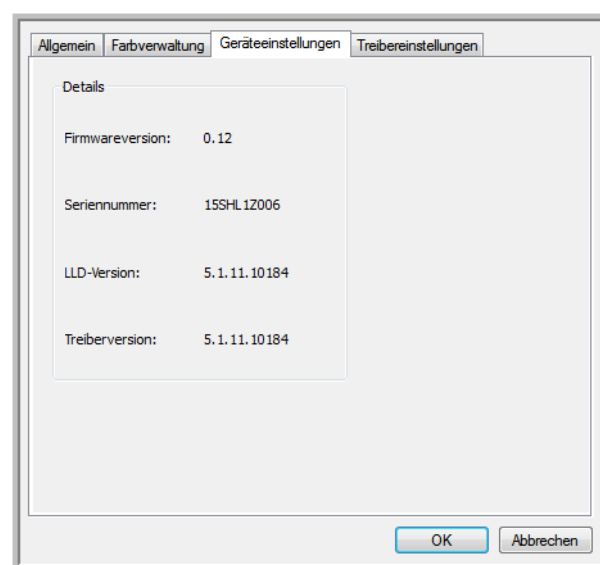 Allgemein Farbverwaltung Geräteeinstellungen Treibereinstellungen
Details
Firmwareversion: 0.12
Seriennummer: 15SHL1Z006
LLD-Version: 5.1.11.10184
Treiberversion: 5.1.11.10184
OK Abbrechen